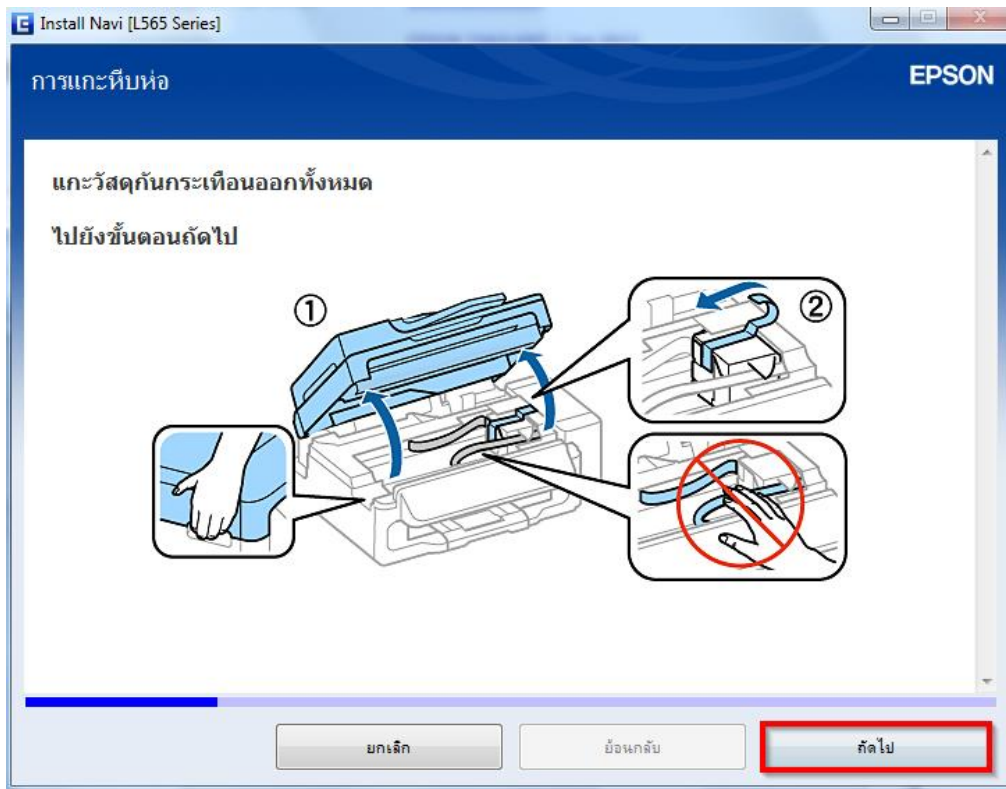 Install Navi [L565 Series]
การแกะหีบห่อ
EPSON
แกะวัสดุกันกระเทือนออกทั้งหมด
ไปยังขั้นตอนถัดไป
①
②
ยกเลิก
ย้อนกลับ
ถัดไป